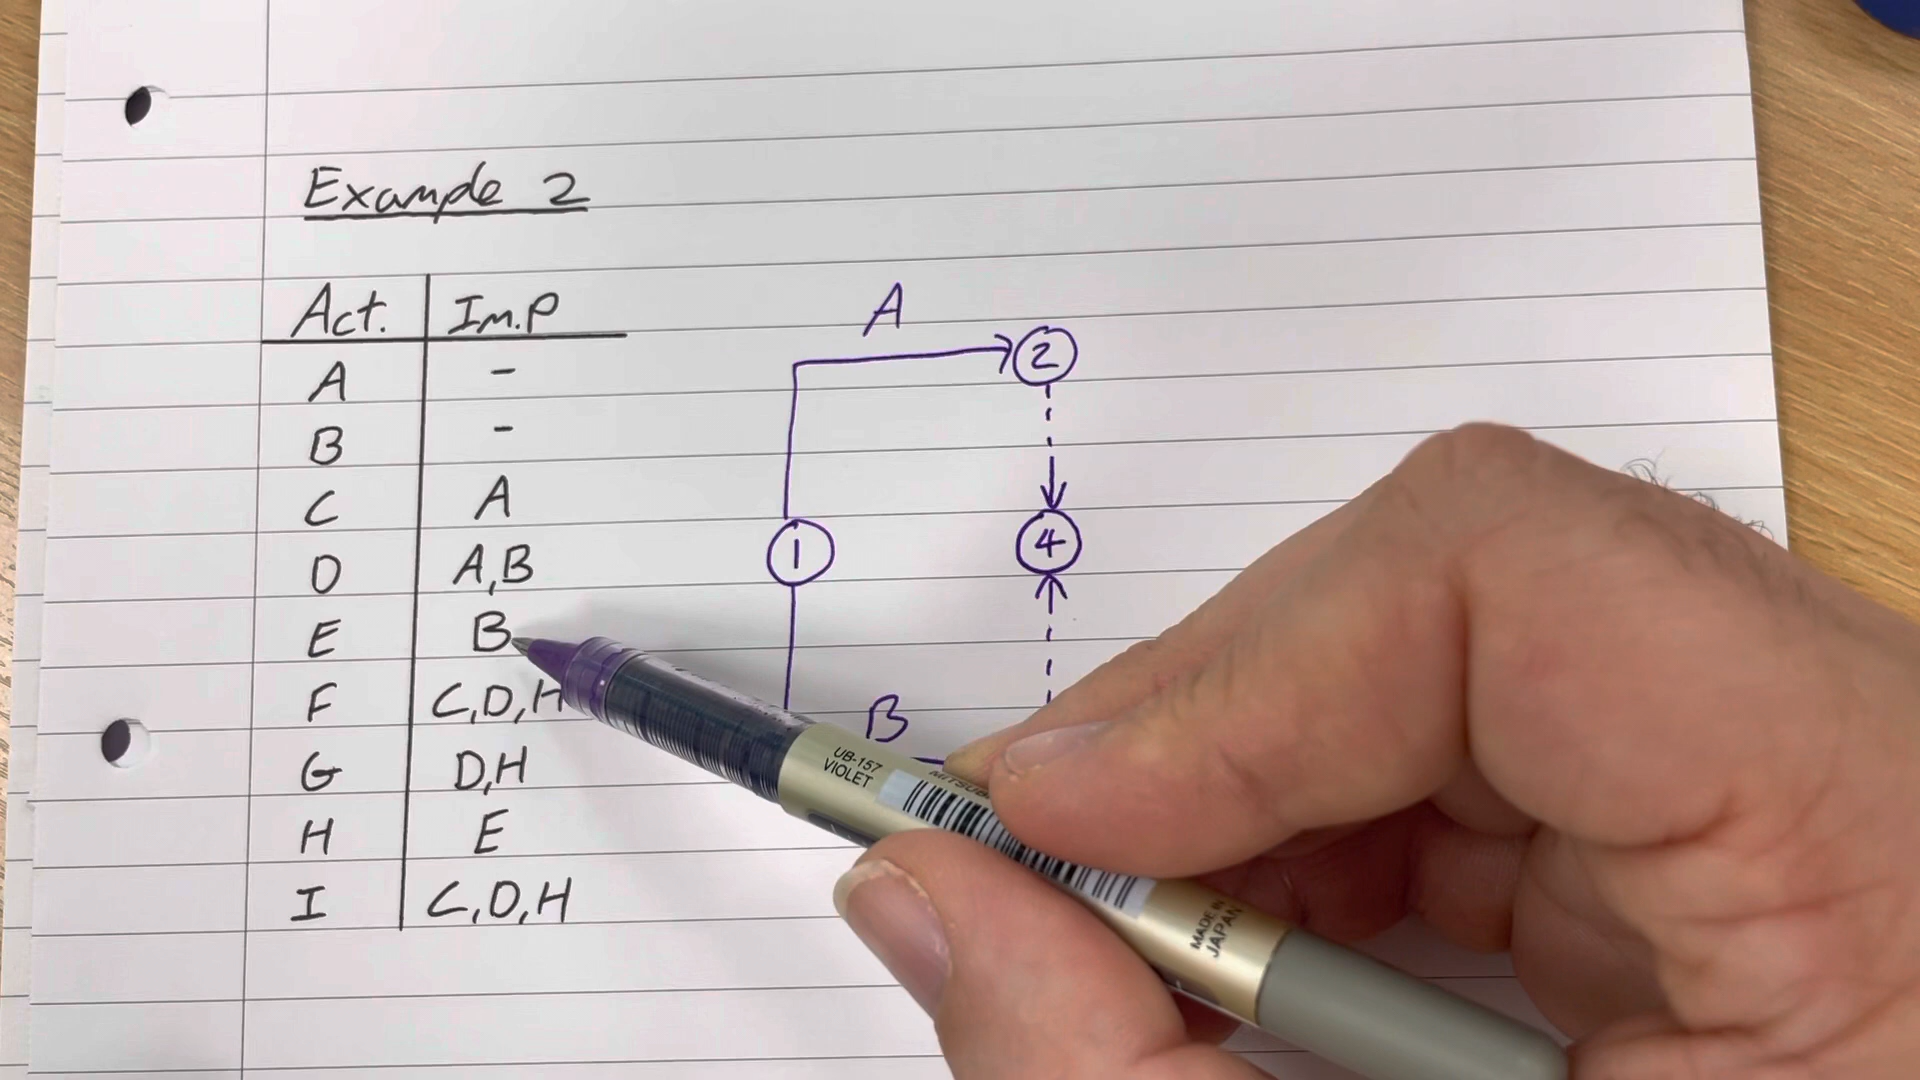 Example 2
Act. Im.P
A -
B -
C A
D A,B
E B
F C,D,H
G D,H
H E
I C,D,H
A
2
1
4
B
UB-157
VIOLET
MADE IN
JAPAN